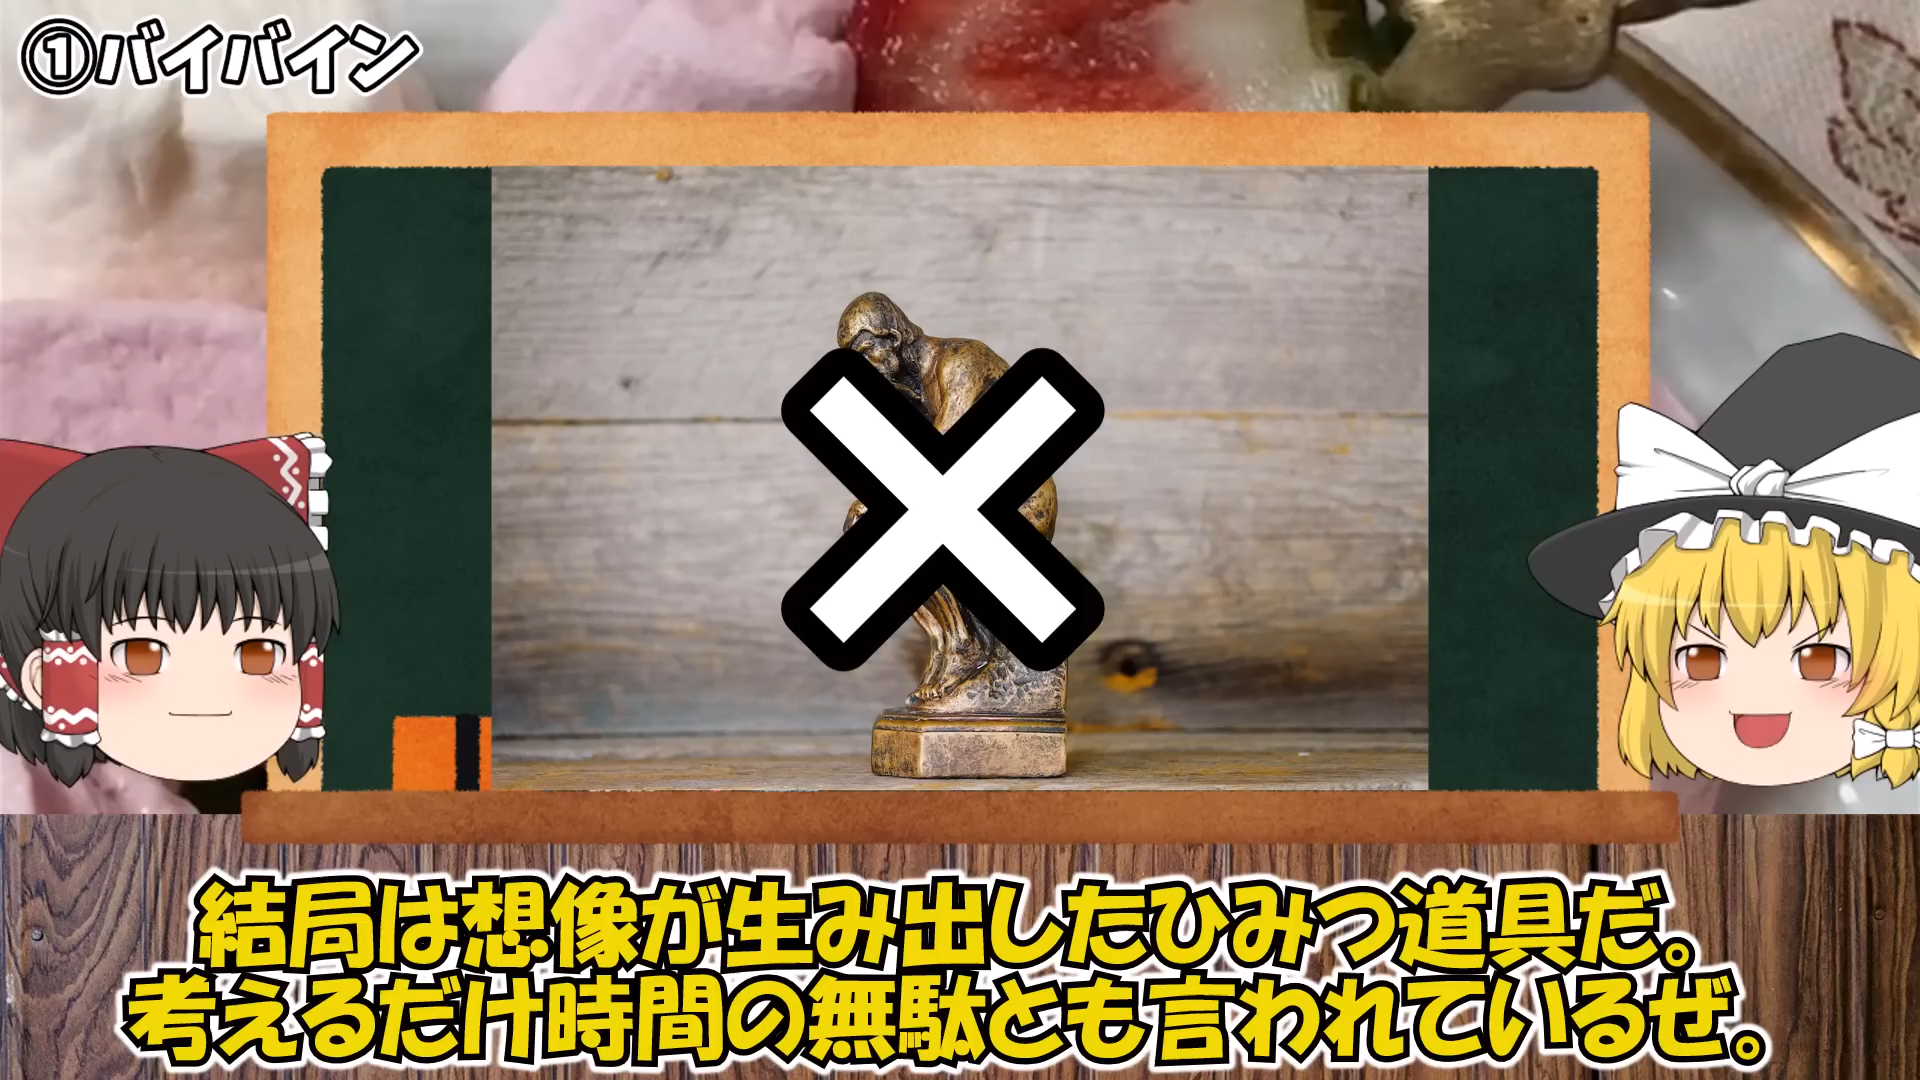 ①バイバイン
結局は想像が生み出したひみつ道具だ。
考えるだけ時間の無駄とも言われているぜ。